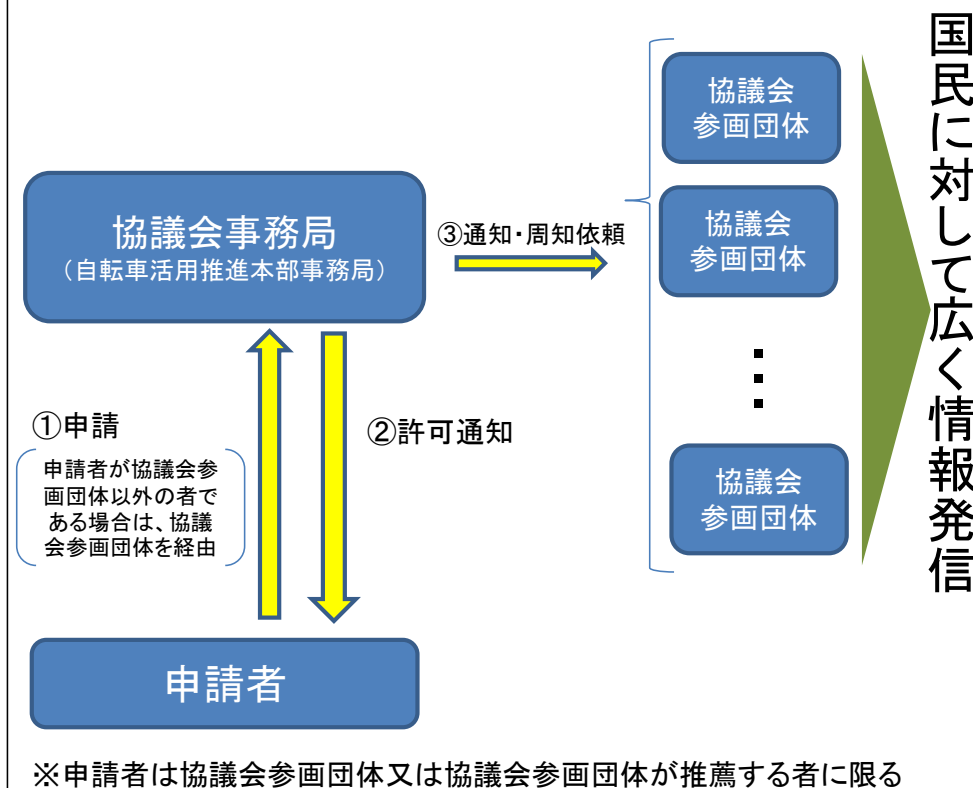 協議会事務局
（自転車活用推進本部事務局）
①申請
申請者が協議会参
画団体以外の者で
ある場合は、協議
会参画団体を経由
②許可通知
申請者
③通知・周知依頼
協議会
参画団体
協議会
参画団体
協議会
参画団体
国民に対して広く情報発信
※申請者は協議会参画団体又は協議会参画団体が推薦する者に限る